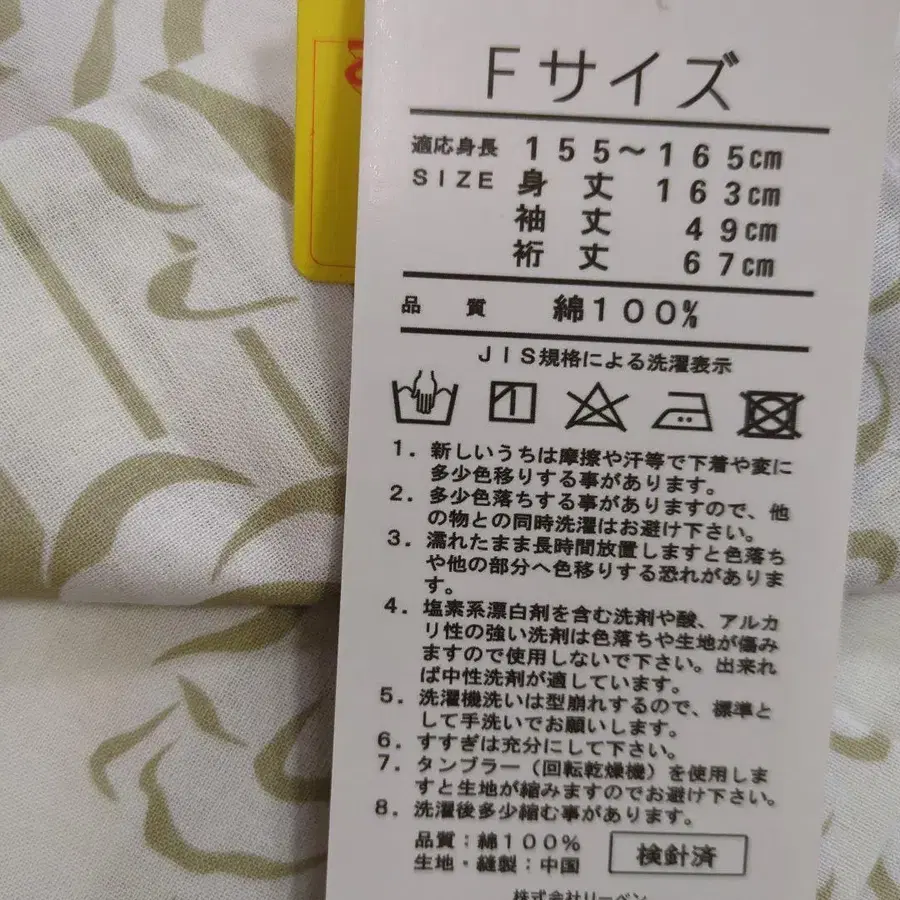 Fサイズ
適応身長 155～165cm
SIZE 身丈 163cm
袖丈 49cm
裄丈 67cm
品質 綿100%
JIS規格による洗濯表示
1．新しいうちは摩擦や汗等で下着や変に
多少色移りする事があります。
2．多少色落ちする事がありますので、他
の物との同時洗濯はお避け下さい。
3．濡れたまま長時間放置しますと色落ち
や他の部分へ色移りする恐れがありま
す。
4．塩素系漂白剤を含む洗剤や酸、アルカ
リ性の強い洗剤は色落ちや生地が傷み
ますので使用しないで下さい。出来れ
ば中性洗剤が適しています。
5．洗濯機洗いは型崩れするので、標準と
して手洗いでお願いします。
6．すすぎは充分にして下さい。
7．タンブラー（回転乾燥機）を使用しま
すと生地が縮みますのでお避け下さい。
8．洗濯後多少縮む事があります。
品質：綿100%
生地・縫製：中国
検針済
株式会社リーベン